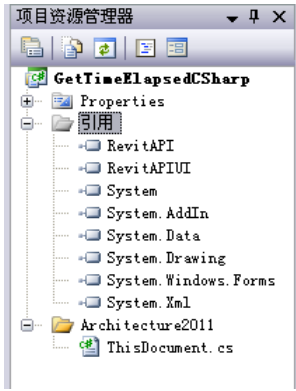 项目资源管理器
GetTimeElapsedCSharp
Properties
引用
RevitAPI
RevitAPIUI
System
System.AddIn
System.Data
System.Drawing
System.Windows.Forms
System.Xml
Architecture2011
ThisDocument.cs